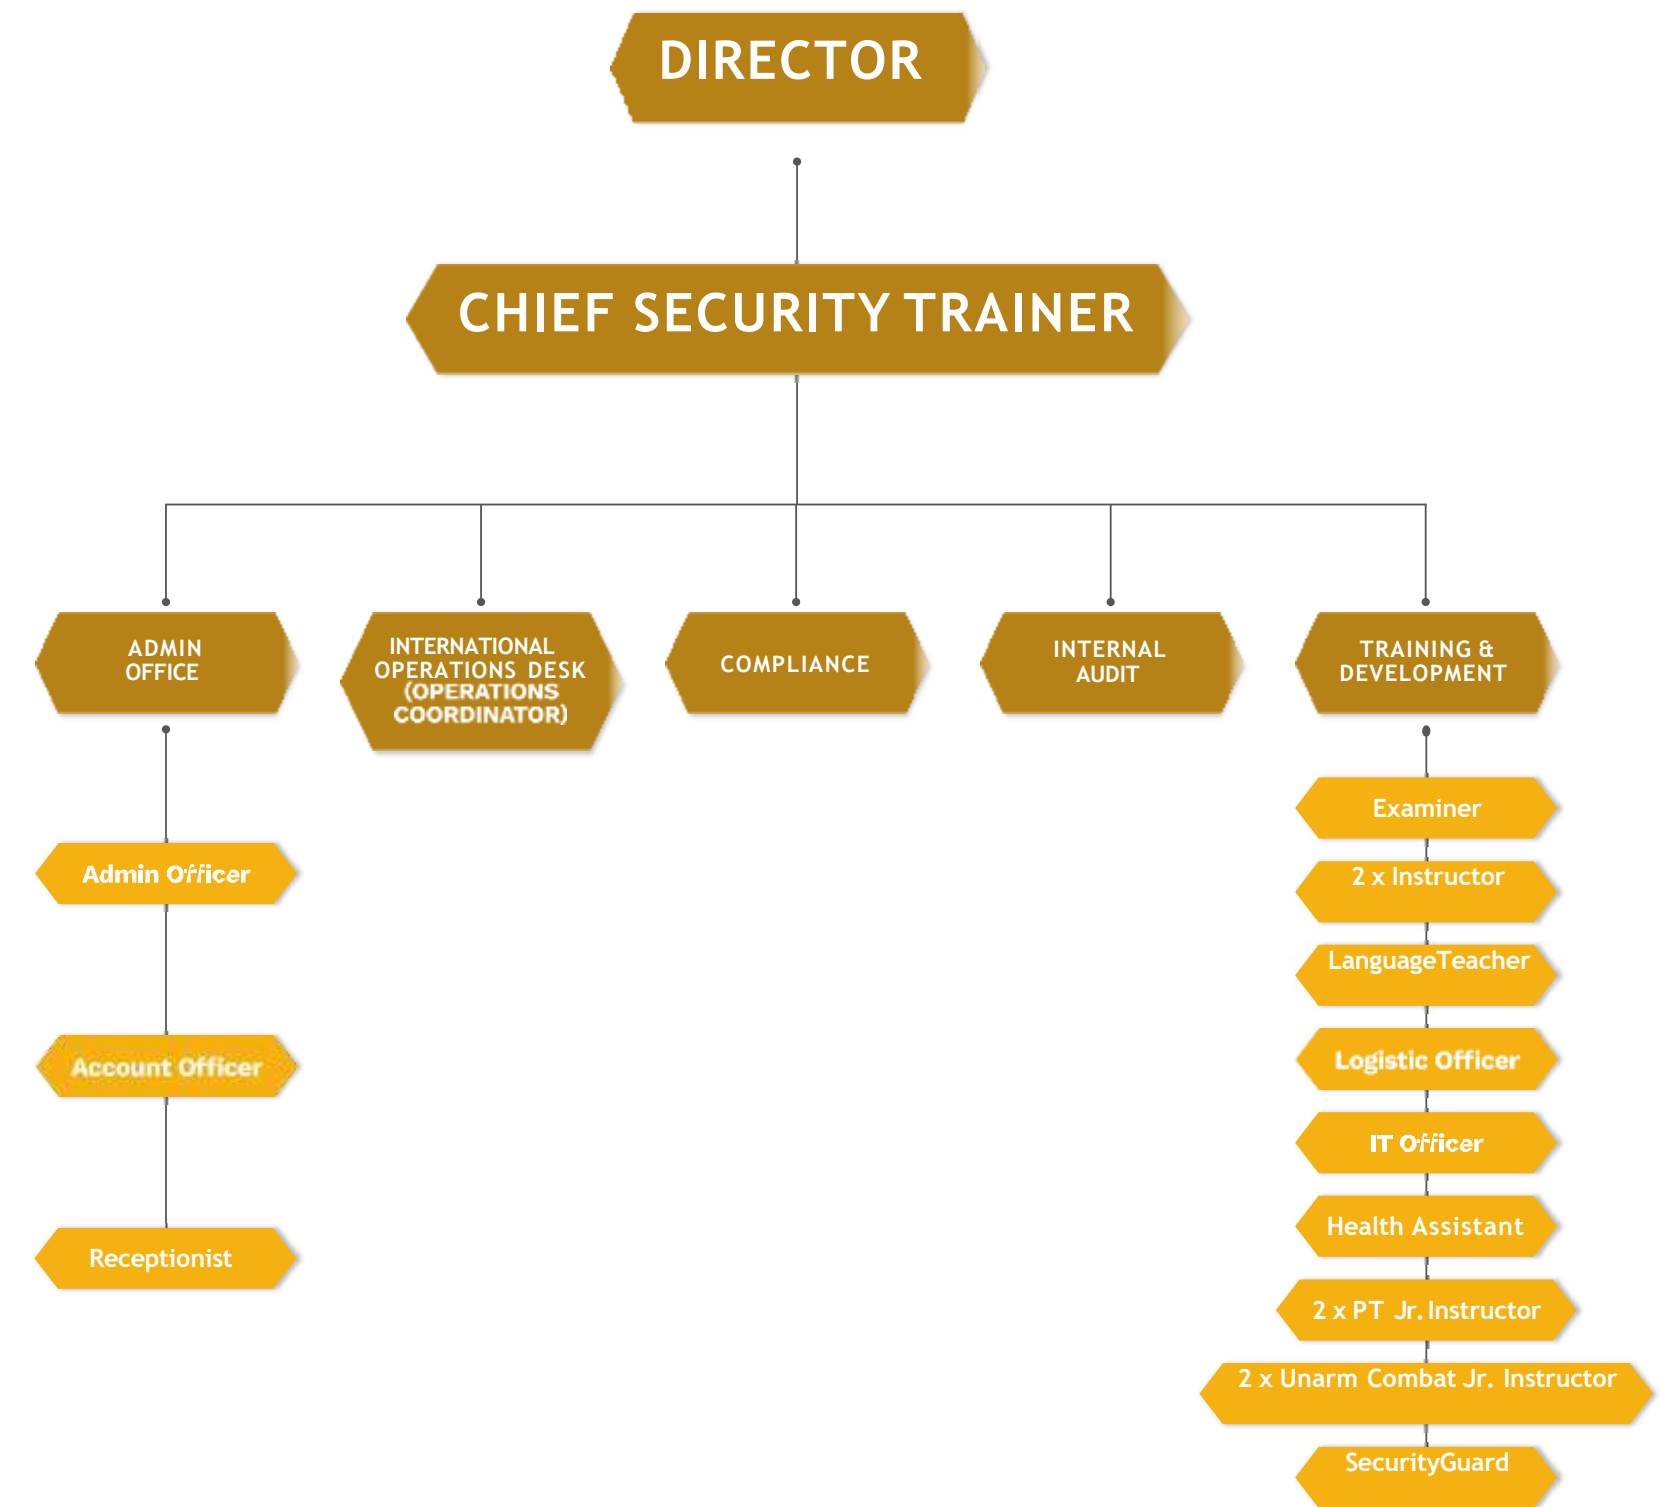 DIRECTOR
CHIEF SECURITY TRAINER
ADMIN
OFFICE
INTERNATIONAL
OPERATIONS DESK
(OPERATIONS
COORDINATOR)
COMPLIANCE
INTERNAL
AUDIT
TRAINING &
DEVELOPMENT
Admin Officer
Account Officer
Receptionist
Examiner
2 x Instructor
LanguageTeacher
Logistic Officer
IT Officer
Health Assistant
2 x PT Jr. Instructor
2 x Unarm Combat Jr. Instructor
SecurityGuard